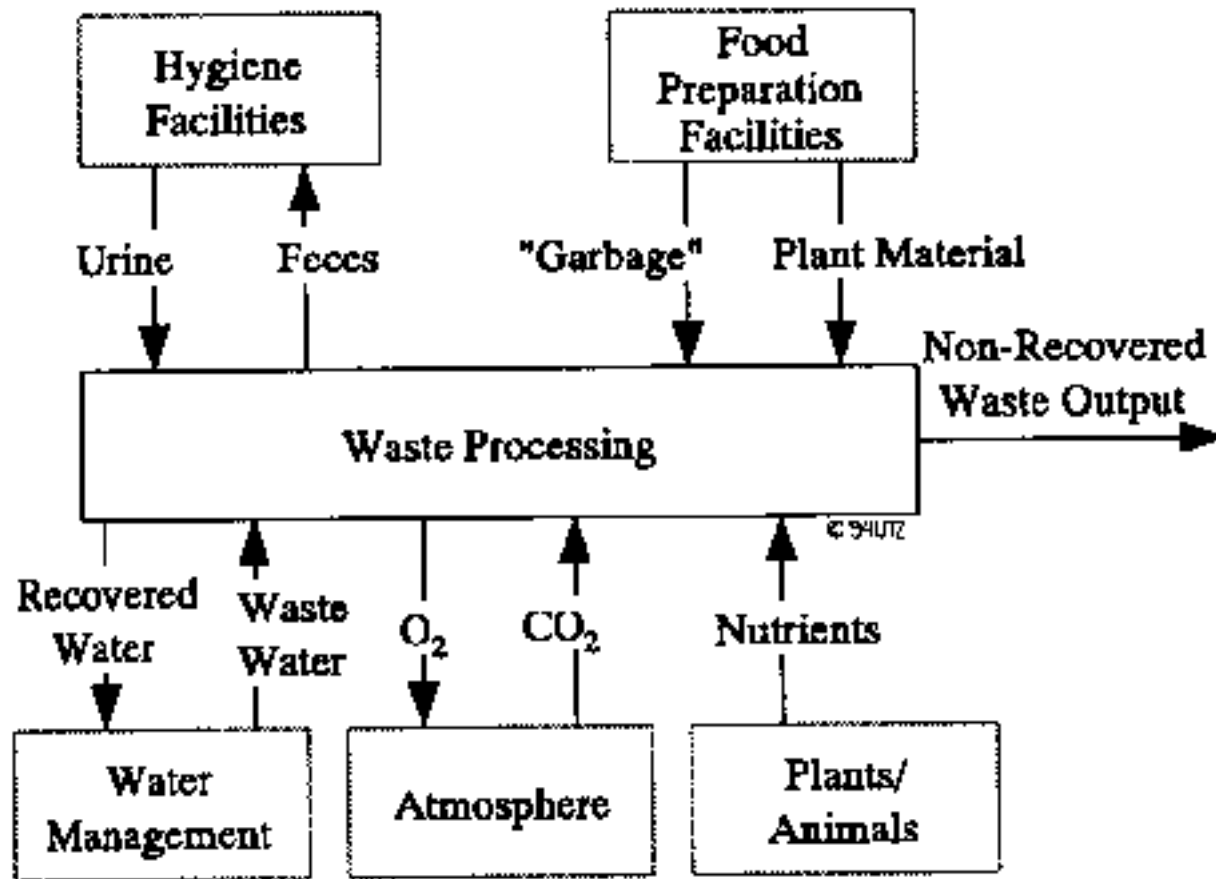 Hygiene
Facilities
Food
Preparation
Facilities
Urine
Feces
"Garbage"
Plant Material
Non-Recovered
Waste Output
Waste Processing
© 94UTZ
Recovered
Water
Waste
Water
O₂
CO₂
Nutrients
Water
Management
Atmosphere
Plants/
Animals